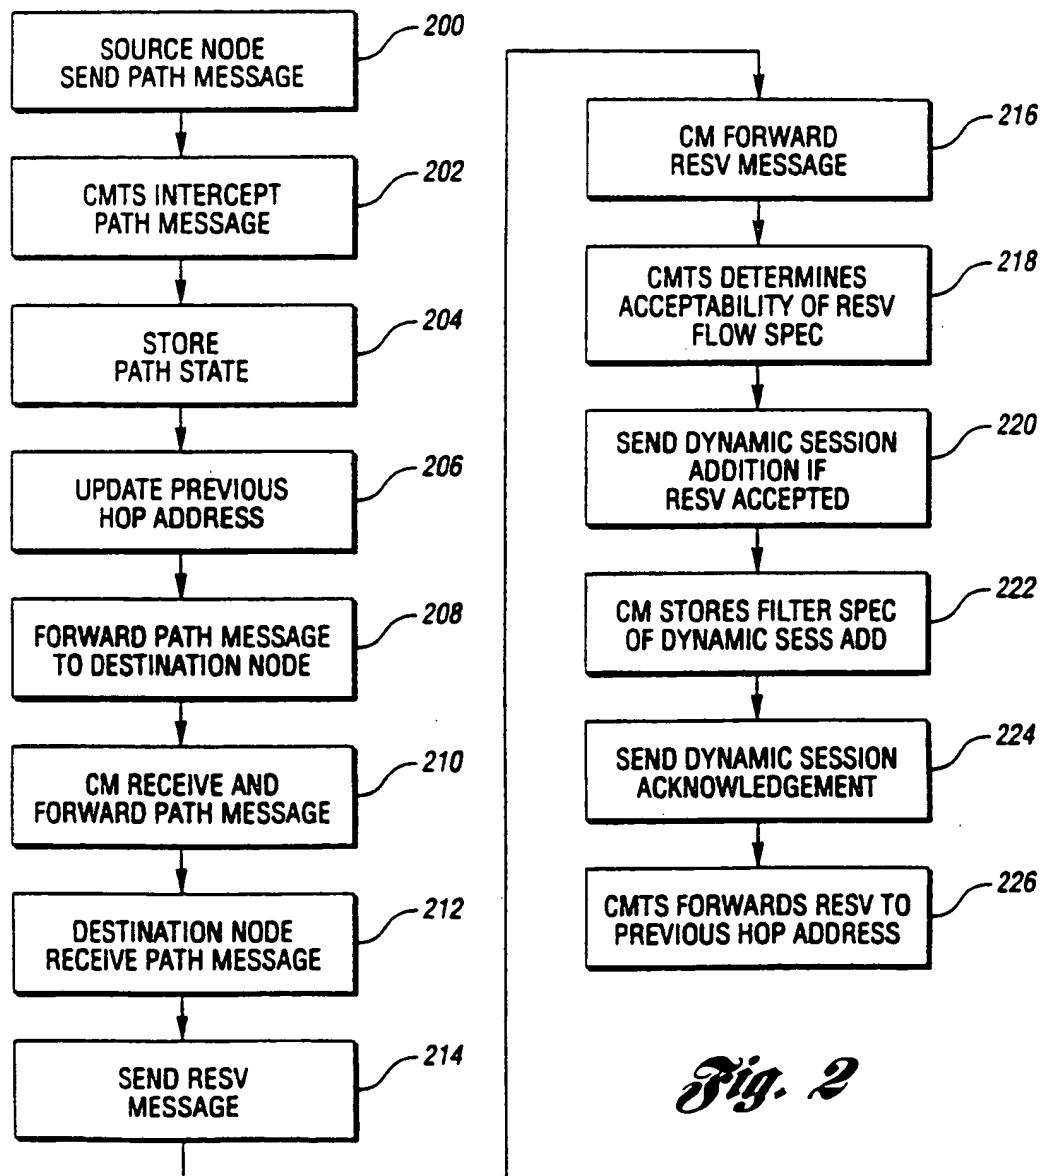 SOURCE NODE
SEND PATH MESSAGE
200
CMTS INTERCEPT
PATH MESSAGE
202
STORE
PATH STATE
204
UPDATE PREVIOUS
HOP ADDRESS
206
FORWARD PATH MESSAGE
TO DESTINATION NODE
208
CM RECEIVE AND
FORWARD PATH MESSAGE
210
DESTINATION NODE
RECEIVE PATH MESSAGE
212
SEND RESV
MESSAGE
214
CM FORWARD
RESV MESSAGE
216
CMTS DETERMINES
ACCEPTABILITY OF RESV
FLOW SPEC
218
SEND DYNAMIC SESSION
ADDITION IF
RESV ACCEPTED
220
CM STORES FILTER SPEC
OF DYNAMIC SESS ADD
222
SEND DYNAMIC SESSION
ACKNOWLEDGEMENT
224
CMTS FORWARDS RESV TO
PREVIOUS HOP ADDRESS
226
Fig. 2